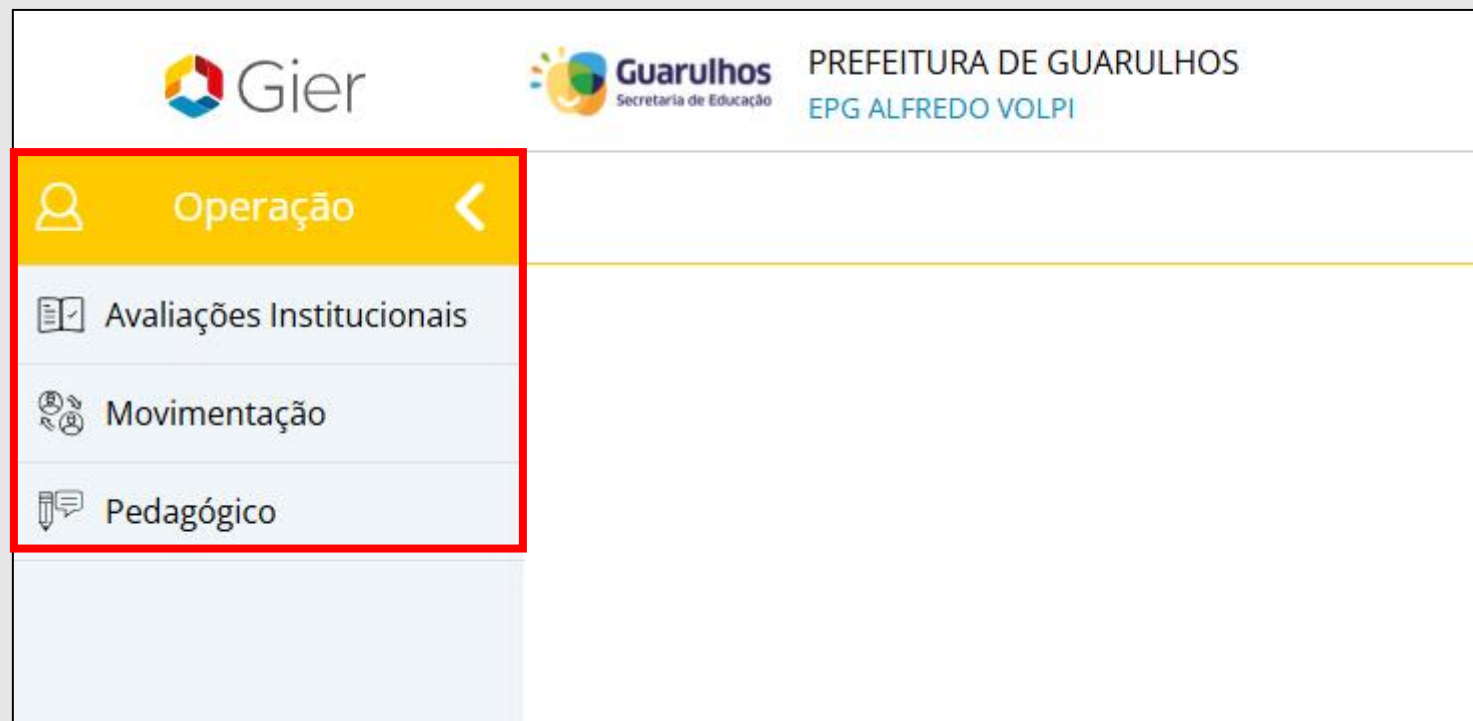 Gier
Guarulhos
Secretaria de Educação
PREFEITURA DE GUARULHOS
EPG ALFREDO VOLPI
Operação
Avaliações Institucionais
Movimentação
Pedagógico